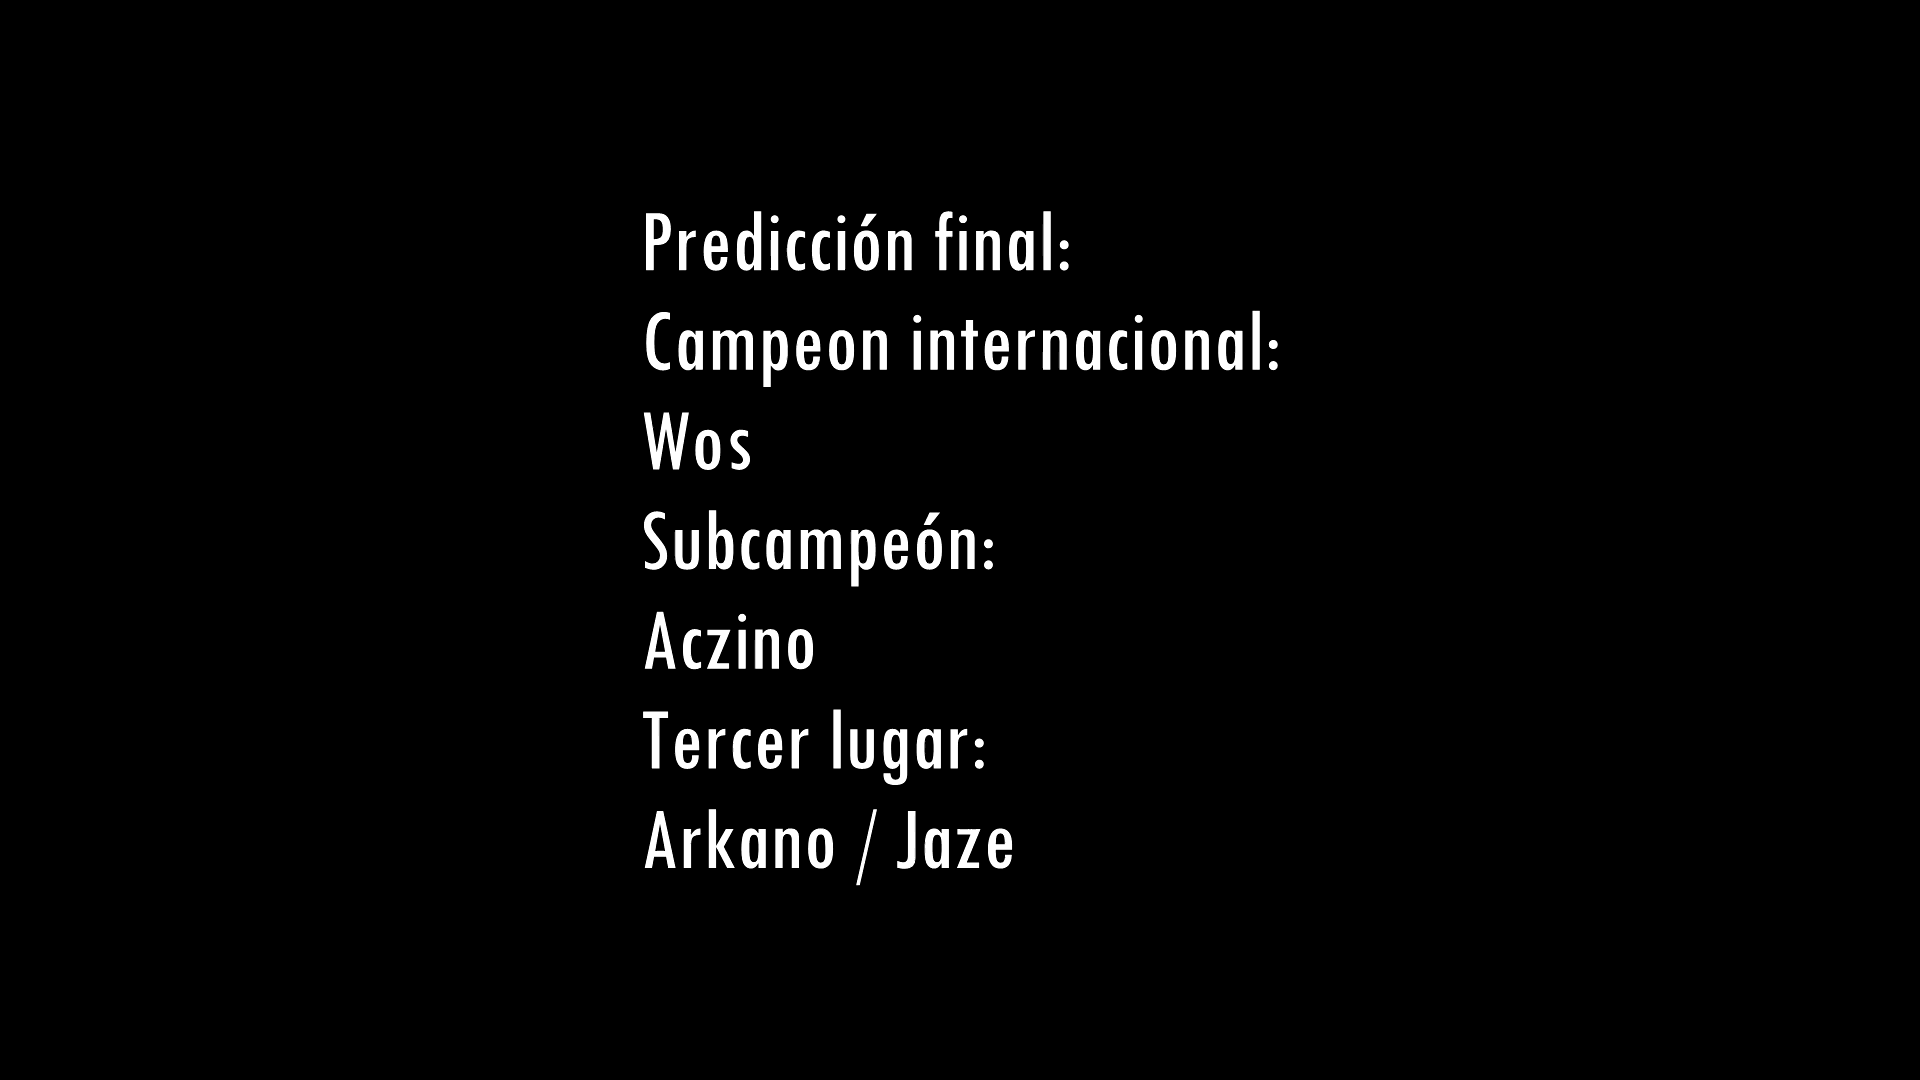 Predicción final:
Campeon internacional:
Wos
Subcampeón:
Aczino
Tercer lugar:
Arkano / Jaze